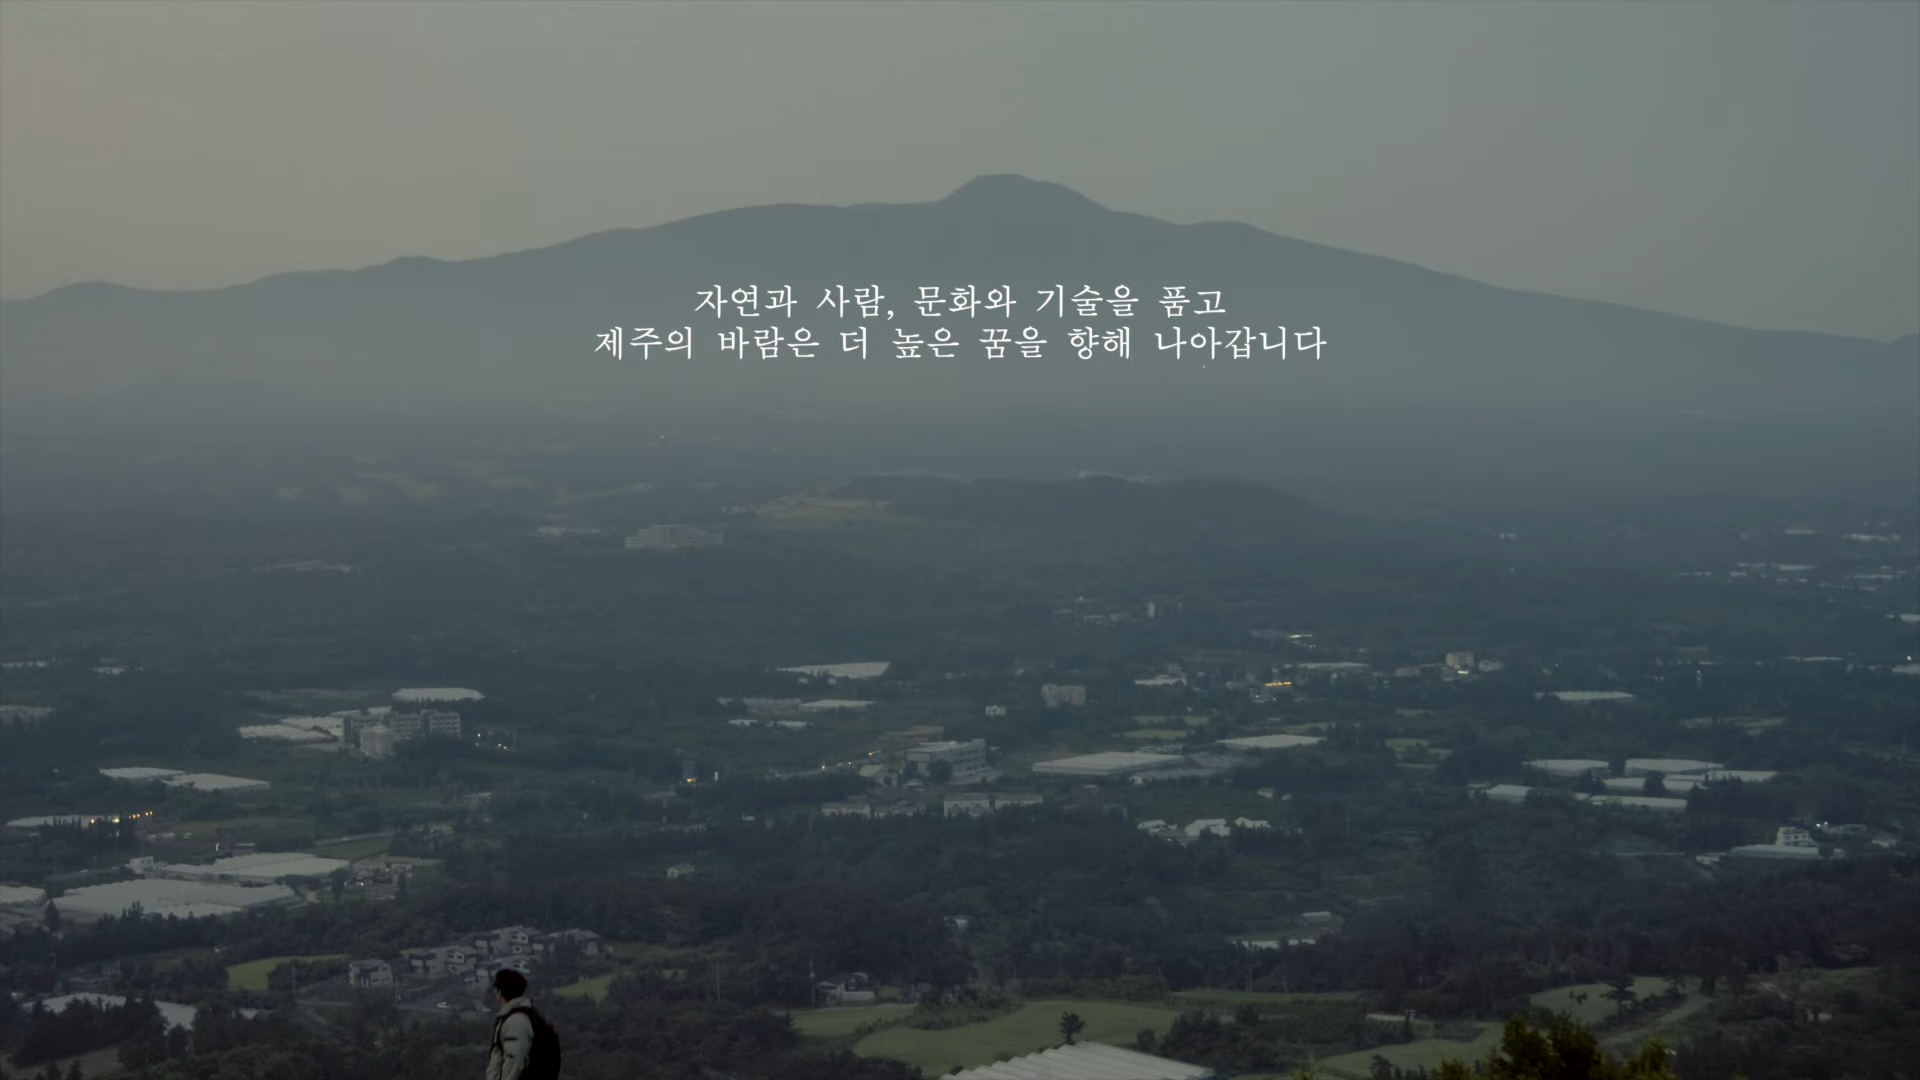 자연과 사람, 문화와 기술을 품고
제주의 바람은 더 높은 꿈을 향해 나아갑니다